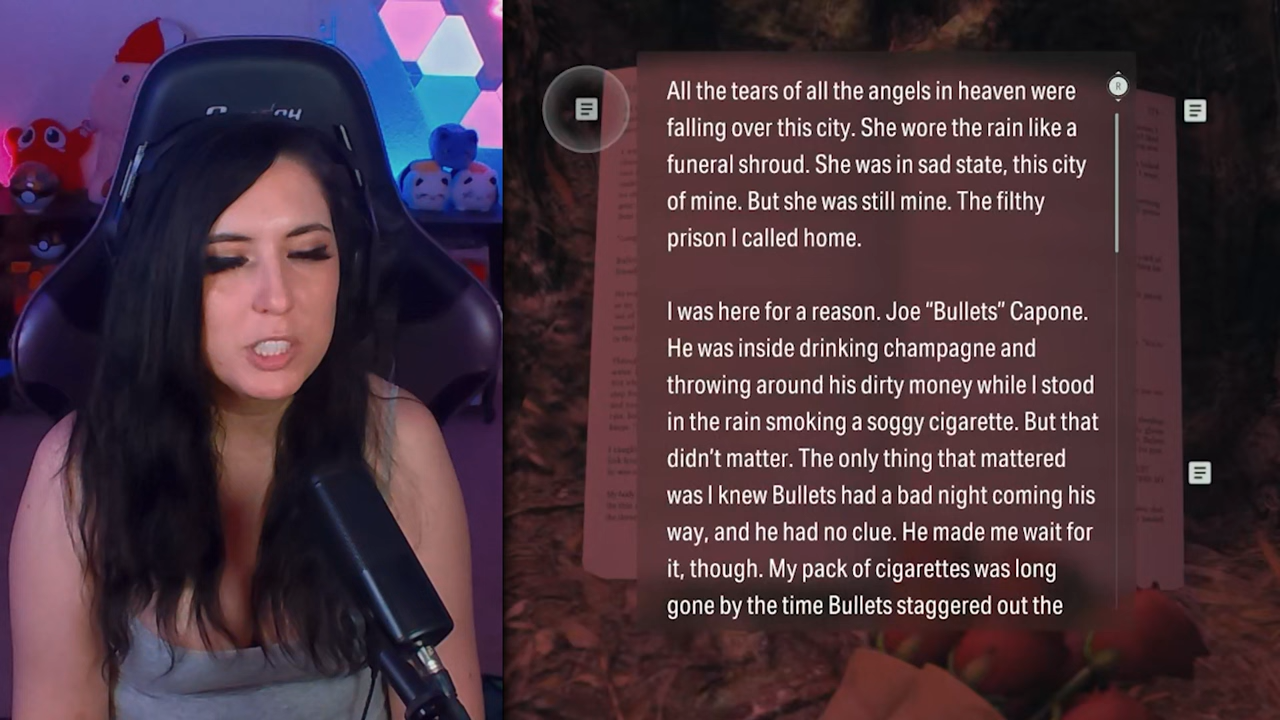 All the tears of all the angels in heaven were
falling over this city. She wore the rain like a
funeral shroud. She was in sad state, this city
of mine. But she was still mine. The filthy
prison I called home.
I was here for a reason. Joe “Bullets” Capone.
He was inside drinking champagne and
throwing around his dirty money while I stood
in the rain smoking a soggy cigarette. But that
didn’t matter. The only thing that mattered
was I knew Bullets had a bad night coming his
way, and he had no clue. He made me wait for
it, though. My pack of cigarettes was long
gone by the time Bullets staggered out the
R